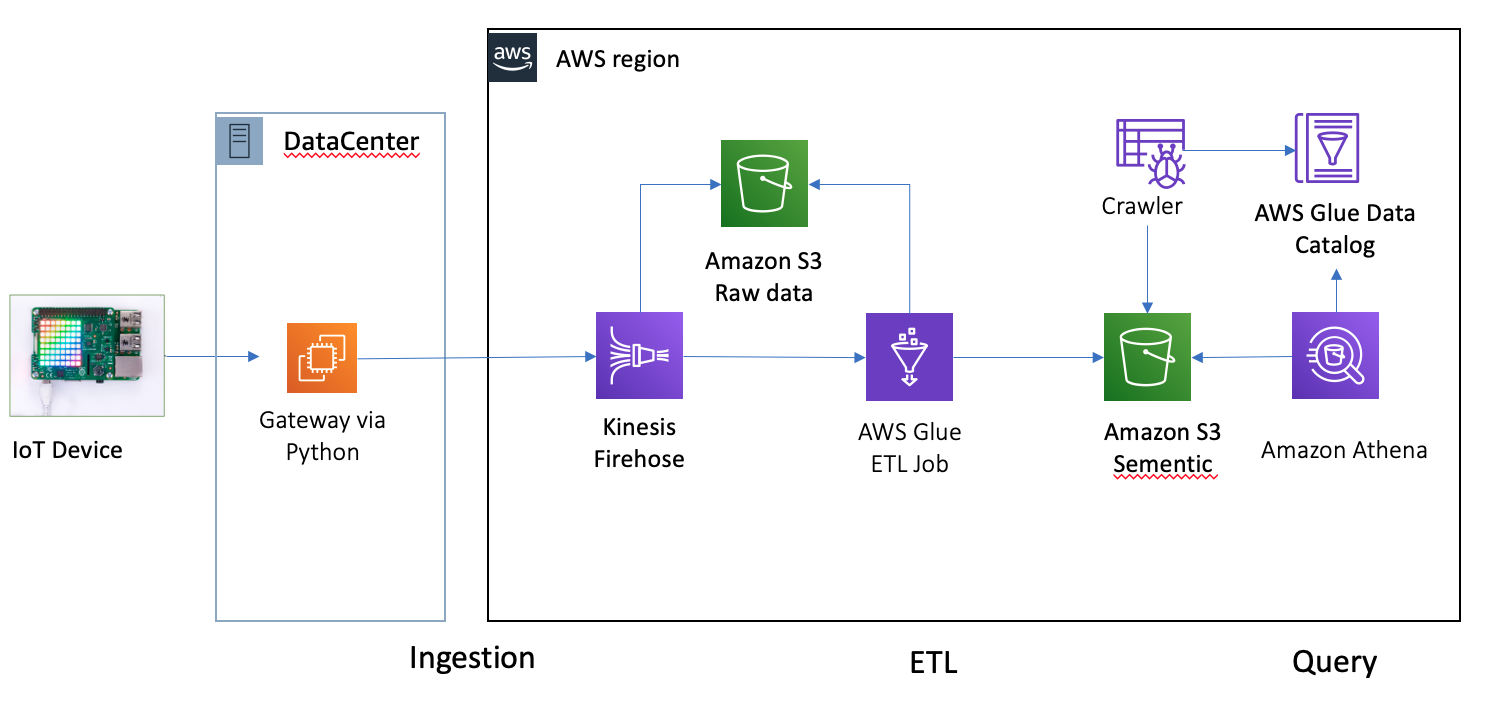 aws
AWS region
DataCenter
Crawler
AWS Glue Data
Catalog
Amazon S3
Raw data
IoT Device
Gateway via
Python
Kinesis
Firehose
AWS Glue
ETL Job
Amazon S3
Sementic
Amazon Athena
Ingestion
ETL
Query